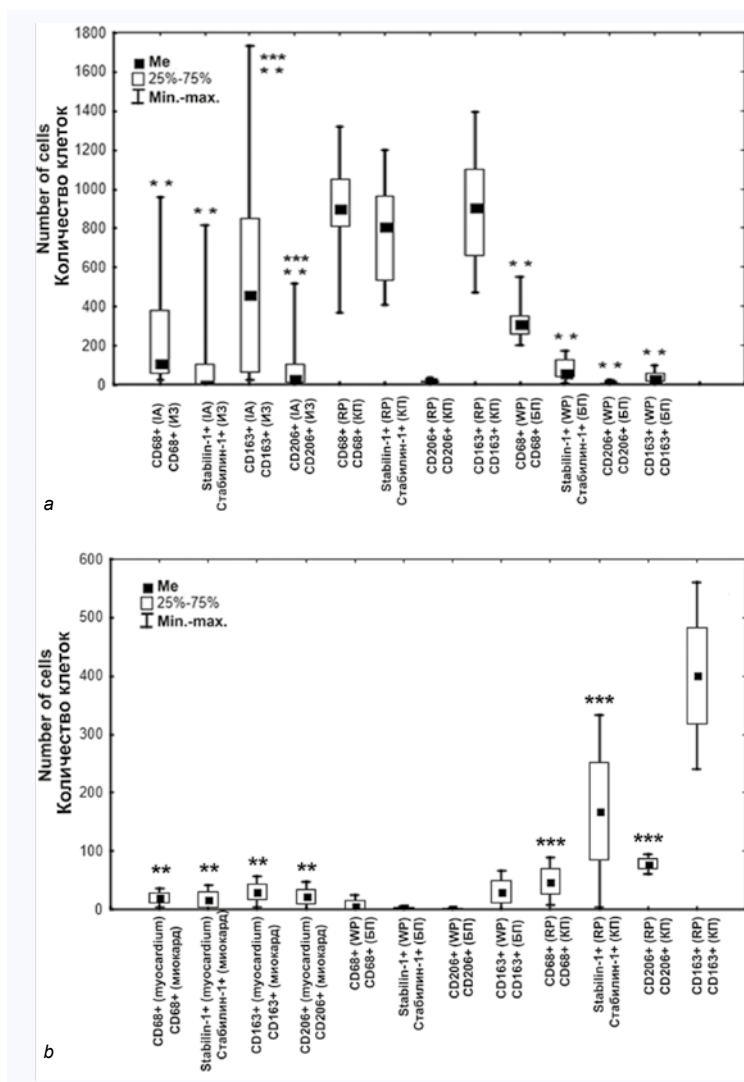 Number of cells
Количество клеток
1800
1600
1400
1200
1000
800
600
400
200
0
Me
25%-75%
Min.-max.
**
**
***
**
***
**
**
**
**
**
CD68+ (IA)
CD68+ (ИЗ)
Stabilin-1+ (IA)
Стабилин-1+ (ИЗ)
CD163+ (IA)
CD163+ (ИЗ)
CD206+ (IA)
CD206+ (ИЗ)
CD68+ (RP)
CD68+ (КП)
Stabilin-1+ (RP)
Стабилин-1+ (КП)
CD206+ (RP)
CD206+ (КП)
CD163+ (RP)
CD163+ (КП)
CD68+ (WP)
CD68+ (БП)
Stabilin-1+ (WP)
Стабилин-1+ (БП)
CD206+ (WP)
CD206+ (БП)
CD163+ (WP)
CD163+ (БП)
a
Number of cells
Количество клеток
600
500
400
300
200
100
0
Me
25%-75%
Min.-max.
**
**
**
**
***
***
***
CD68+ (myocardium)
CD68+ (миокард)
Stabilin-1+ (myocardium)
Стабилин-1+ (миокард)
CD163+ (myocardium)
CD163+ (миокард)
CD206+ (myocardium)
CD206+ (миокард)
CD68+ (WP)
CD68+ (БП)
Stabilin-1+ (WP)
Стабилин-1+ (БП)
CD206+ (WP)
CD206+ (БП)
CD163+ (WP)
CD163+ (БП)
CD68+ (RP)
CD68+ (КП)
Stabilin-1+ (RP)
Стабилин-1+ (КП)
CD206+ (RP)
CD206+ (КП)
CD163+ (RP)
CD163+ (КП)
b